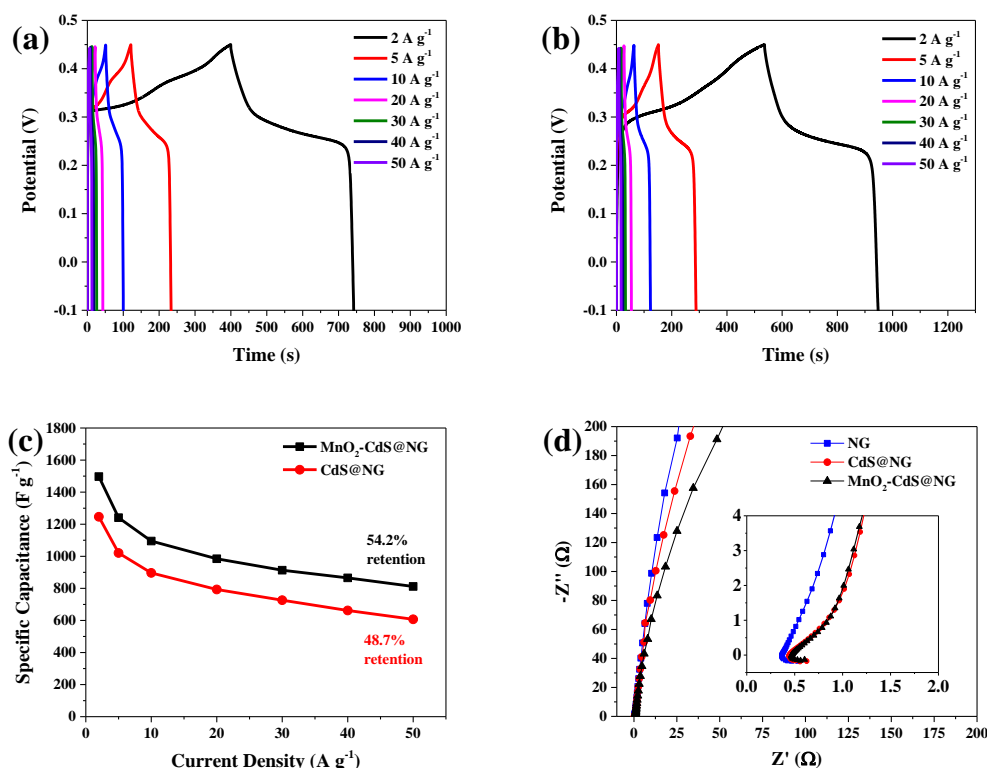 (a)
0.5
0.4
0.3
0.2
0.1
0.0
-0.1
Potential (V)
2 A g⁻¹
5 A g⁻¹
10 A g⁻¹
20 A g⁻¹
30 A g⁻¹
40 A g⁻¹
50 A g⁻¹
0 100 200 300 400 500 600 700 800 900 1000
Time (s)
(b)
0.5
0.4
0.3
0.2
0.1
0.0
-0.1
Potential (V)
2 A g⁻¹
5 A g⁻¹
10 A g⁻¹
20 A g⁻¹
30 A g⁻¹
40 A g⁻¹
50 A g⁻¹
0 200 400 600 800 1000 1200
Time (s)
(c)
1800
1600
1400
1200
1000
800
600
400
200
0
Specific Capacitance (F g⁻¹)
MnO₂-CdS@NG
CdS@NG
54.2%
retention
48.7%
retention
0 10 20 30 40 50
Current Density (A g⁻¹)
(d)
200
180
160
140
120
100
80
60
40
20
0
-Z'' (Ω)
NG
CdS@NG
MnO₂-CdS@NG
4
3
2
1
0
0.0 0.5 1.0 1.5 2.0
0 25 50 75 100 125 150 175 200
Z' (Ω)